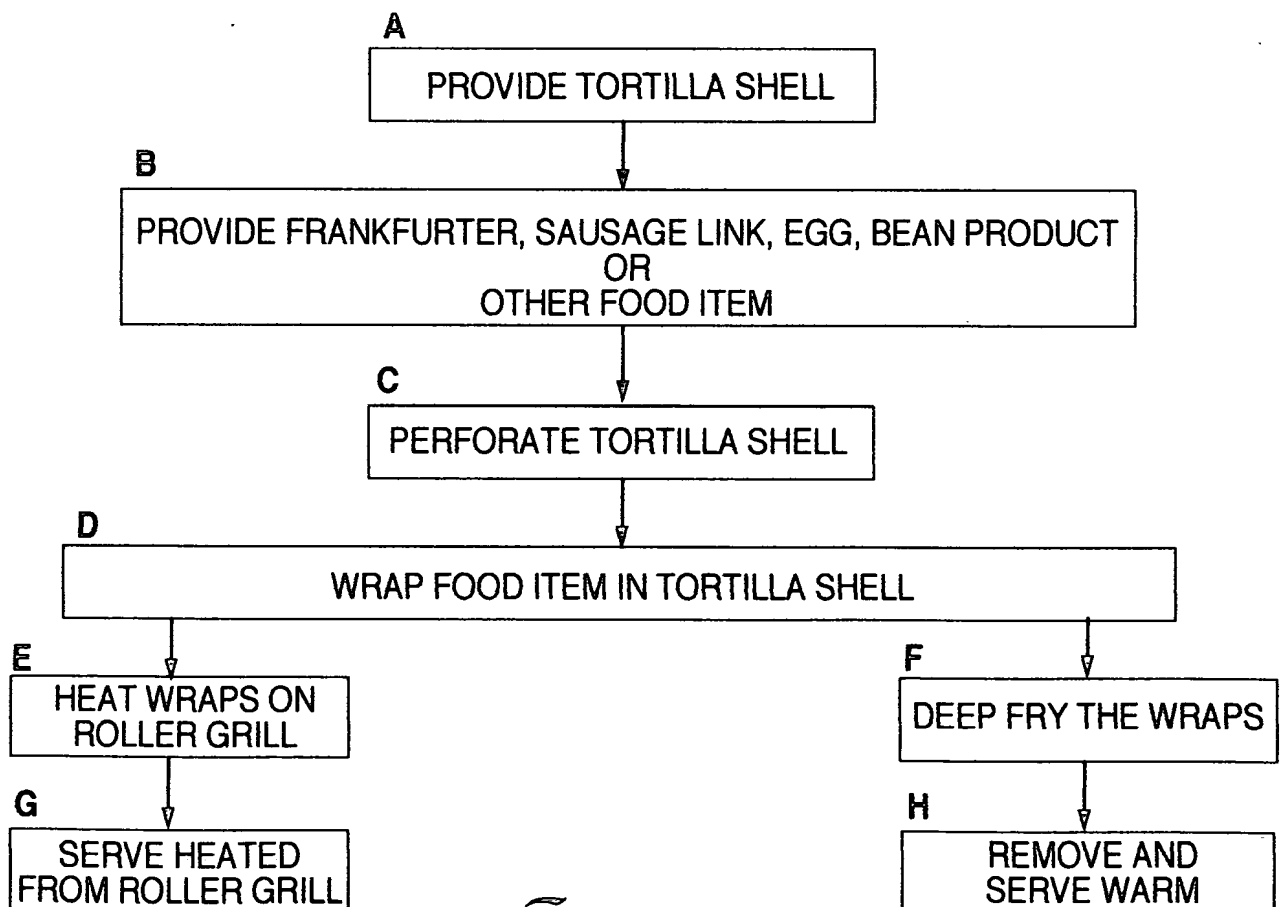 A
PROVIDE TORTILLA SHELL
B
PROVIDE FRANKFURTER, SAUSAGE LINK, EGG, BEAN PRODUCT
OR
OTHER FOOD ITEM
C
PERFORATE TORTILLA SHELL
D
WRAP FOOD ITEM IN TORTILLA SHELL
E
HEAT WRAPS ON
ROLLER GRILL
F
DEEP FRY THE WRAPS
G
SERVE HEATED
FROM ROLLER GRILL
H
REMOVE AND
SERVE WARM